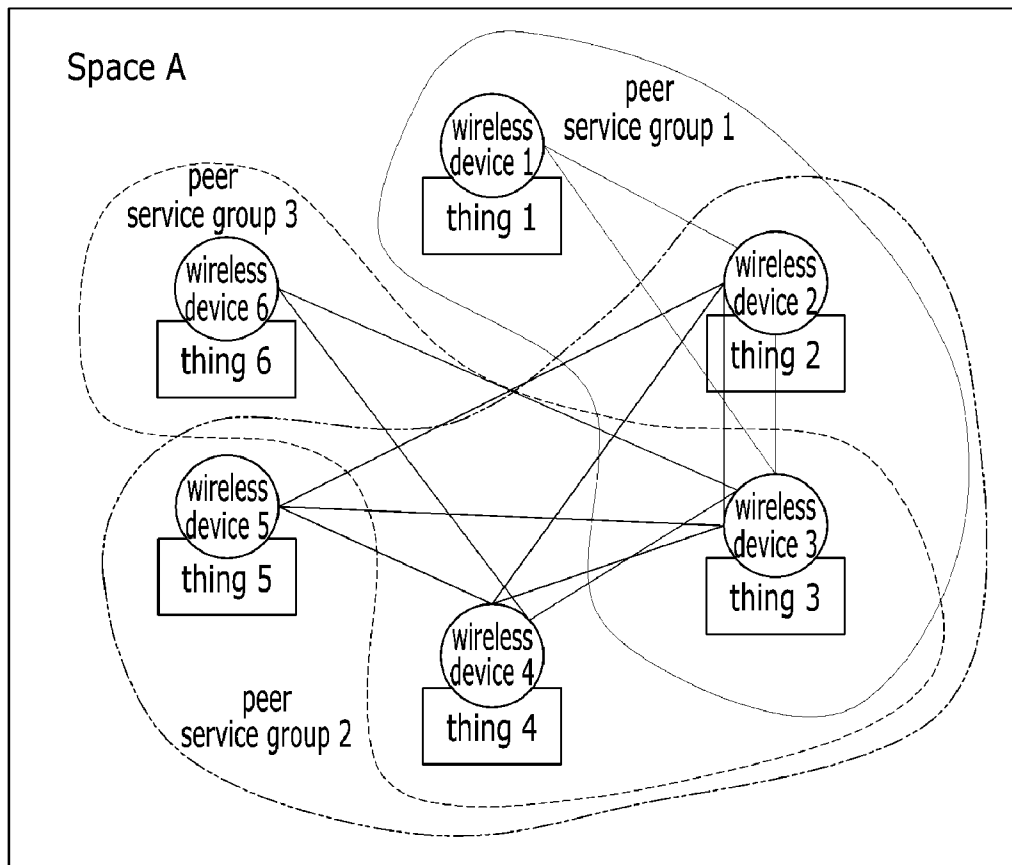 Space A
peer
service group 1
wireless
device 1
thing 1
peer
service group 3
wireless
device 6
thing 6
wireless
device 2
thing 2
wireless
device 5
thing 5
wireless
device 3
thing 3
wireless
device 4
thing 4
peer
service group 2